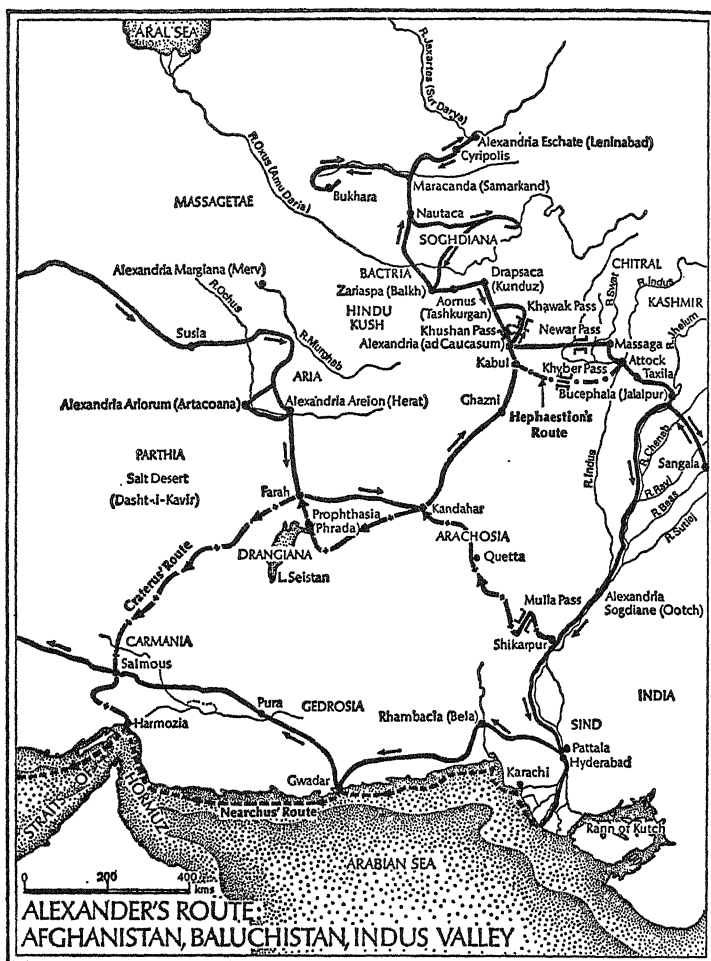 ARAL SEA
R.Jaxartos (Sur Darya)
Alexandria Eschate (Leninabad)
Cyripolis
R.Oxus (Amu Daria)
Bukhara
Maracanda (Samarkand)
MASSAGETAE
Nautaca
SOGHDIANA
CHITRAL
Alexandria Margiana (Merv)
BACTRIA
Drapsaca
(Kunduz)
R.Indus
R.Ochus
Zariaspa (Balkh)
Aornus
(Tashkurgan)
R.Swat
KASHMIR
HINDU
KUSH
Khawak Pass
Khushan Pass
Newar Pass
R.Jhelum
Susia
R.Murghab
Alexandria (ad Caucasum)
Massaga
Kabul
Attock
Khyber Pass
Taxila
ARIA
Bucephela (Jalalpur)
Alexandria Ariorum (Artacoana)
Alexandria Areion (Herat)
Ghazni
Hephaestion's
Route
R.Chenab
PARTHIA
Sangala
Salt Desert
(Dasht-i-Kavir)
R.Indus
R.Ravi
R.Beas
R.Sutlej
Farah
Prophthasia
(Phrada)
Kandahar
ARACHOSIA
DRANGIANA
Quetta
L.Seistan
Craterus' Route
Mulla Pass
Alexandria
Sogdiane (Ootch)
Shikarpur
CARMANIA
Salmous
INDIA
Pura
GEDROSIA
Rhambacia (Bela)
SIND
Harmozia
Pattala
Hyderabad
Gwadar
Karachi
STRAITS OF HORMUZ
Nearchus' Route
Rann of Kutch
ARABIAN SEA
0 200 400
kms
ALEXANDER'S ROUTE
AFGHANISTAN, BALUCHISTAN, INDUS VALLEY